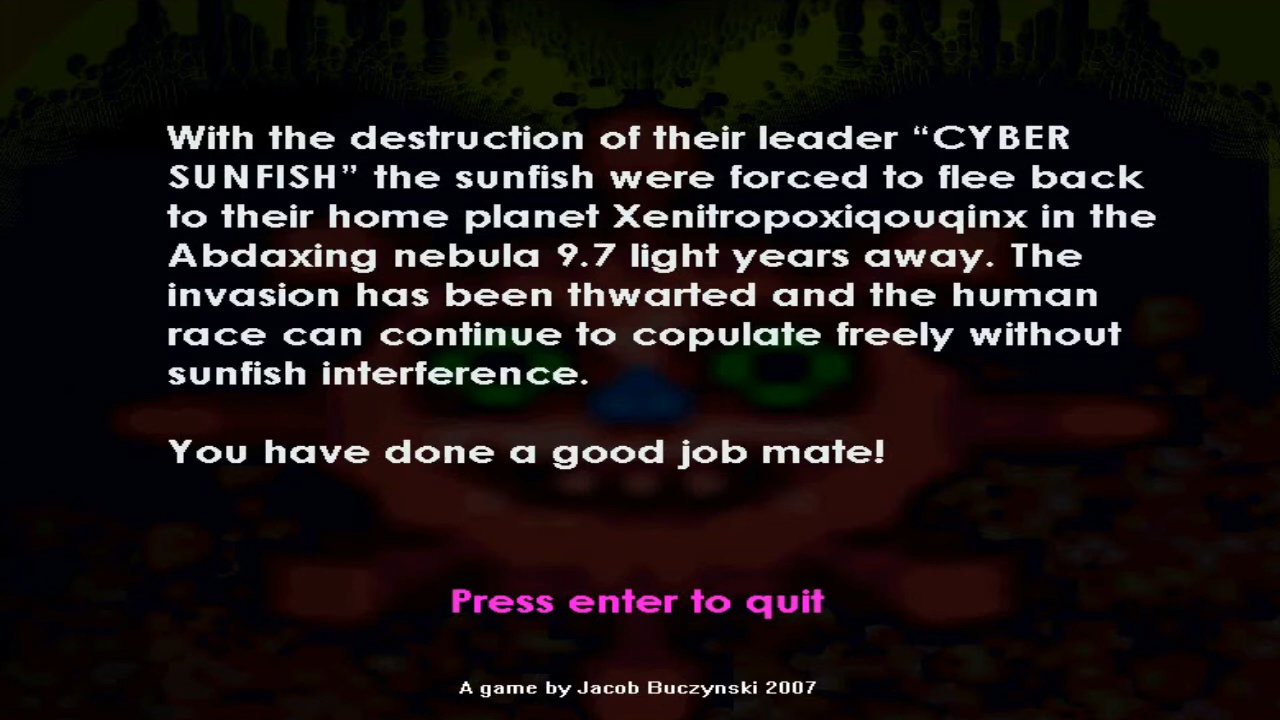 With the destruction of their leader “CYBER
SUNFISH” the sunfish were forced to flee back
to their home planet Xenitropoxiqouqinx in the
Abdaxing nebula 9.7 light years away. The
invasion has been thwarted and the human
race can continue to copulate freely without
sunfish interference.
You have done a good job mate!
Press enter to quit
A game by Jacob Buczynski 2007